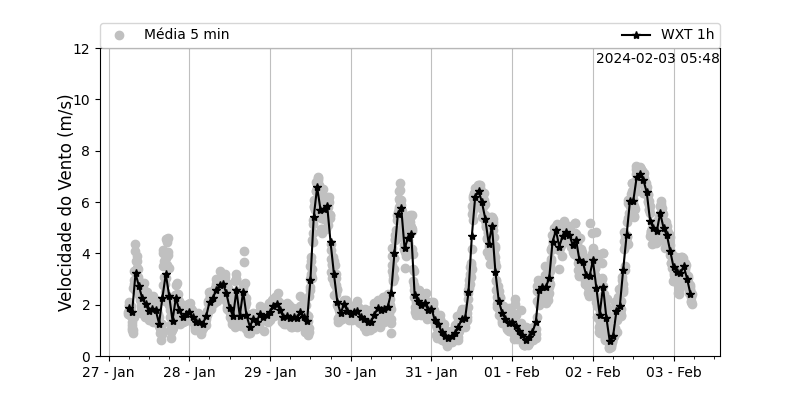 Média 5 min
WXT 1h
2024-02-03 05:48
Velocidade do Vento (m/s)
12
10
8
6
4
2
0
27 - Jan
28 - Jan
29 - Jan
30 - Jan
31 - Jan
01 - Feb
02 - Feb
03 - Feb